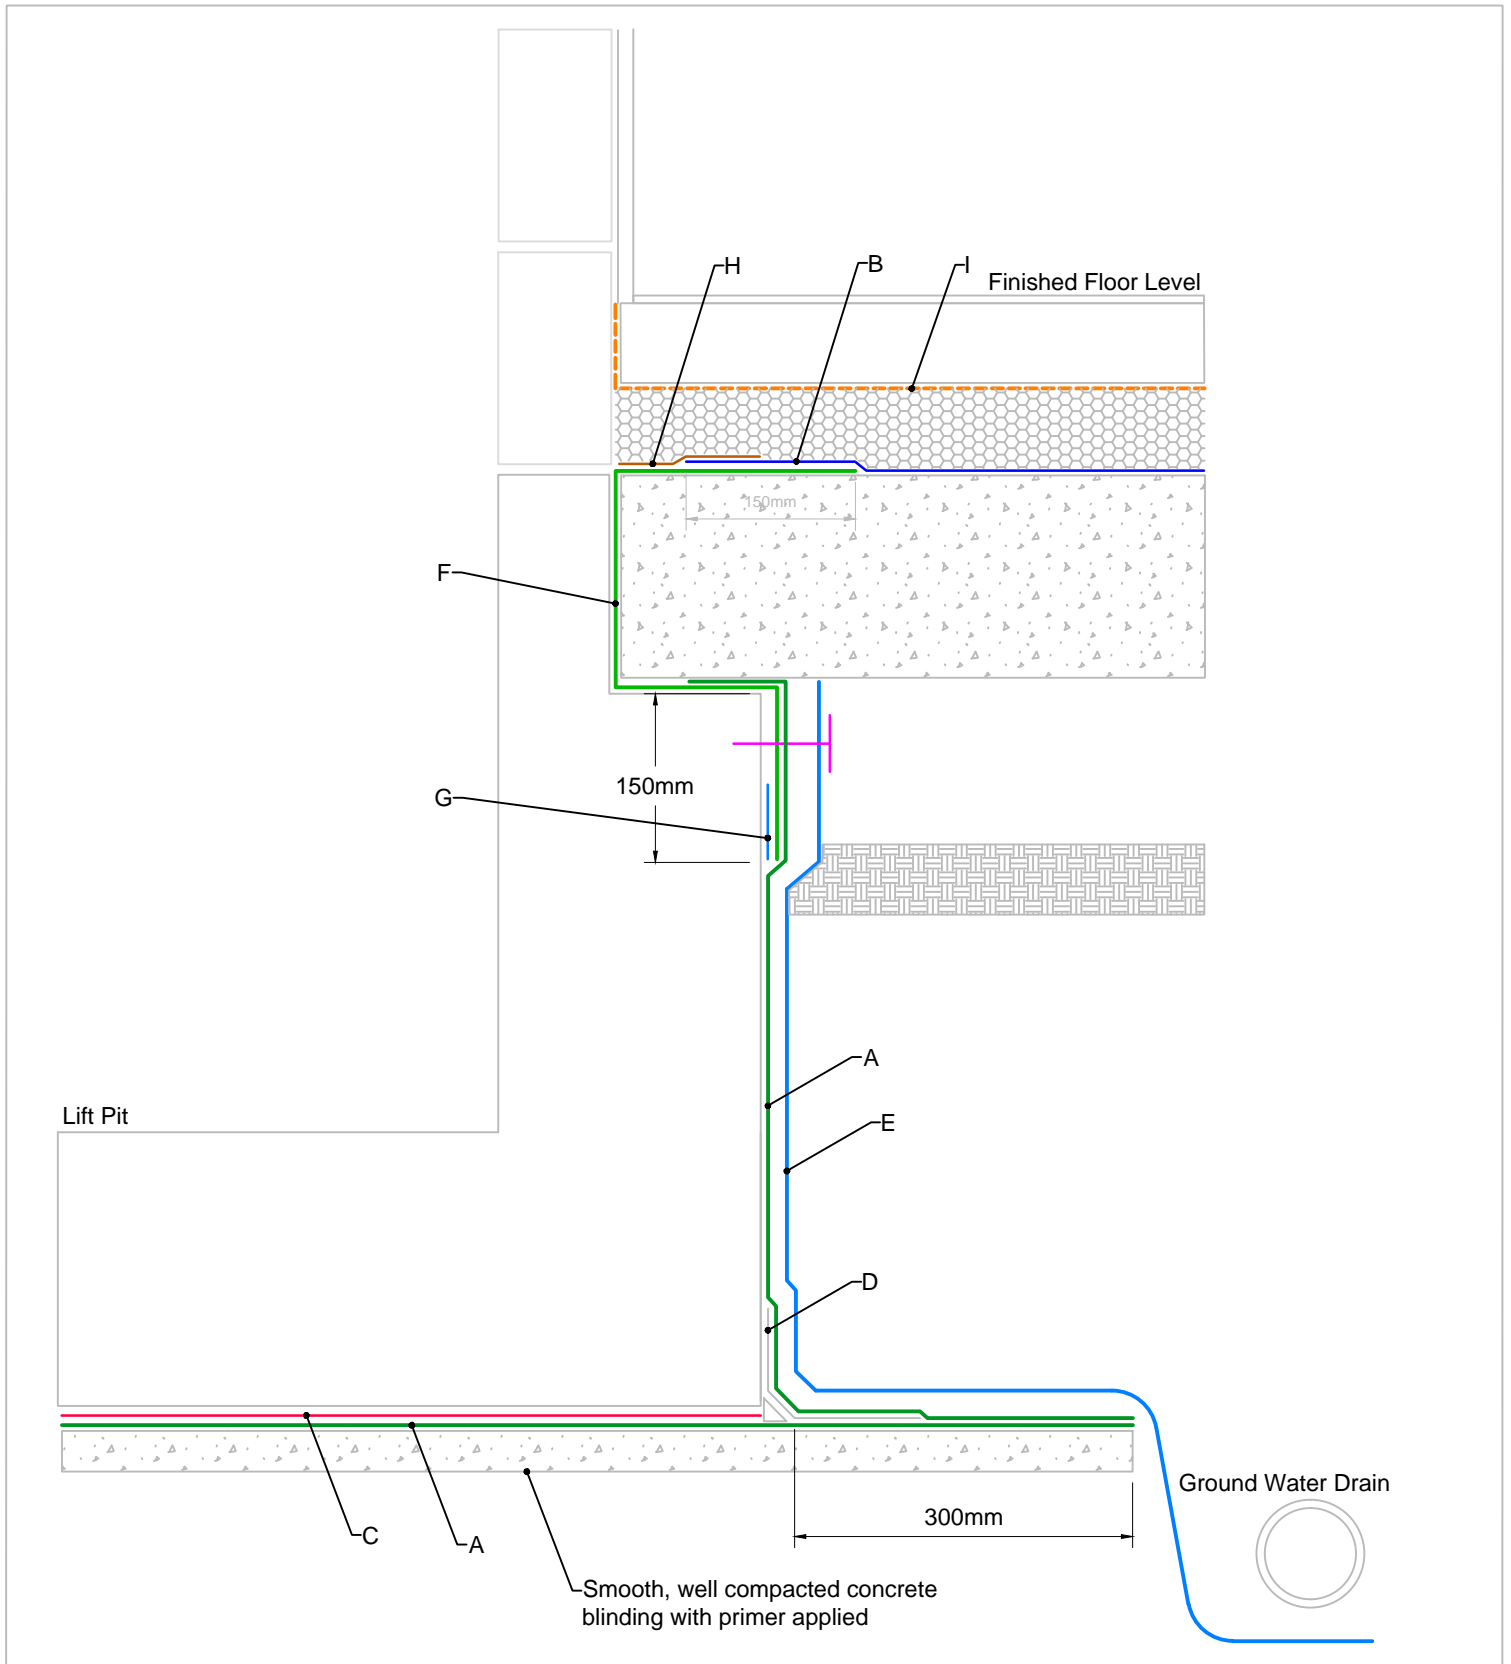 H
B
I
Finished Floor Level
150mm
F
150mm
G
A
E
Lift Pit
D
Ground Water Drain
300mm
C
A
Smooth, well compacted concrete
blinding with primer applied